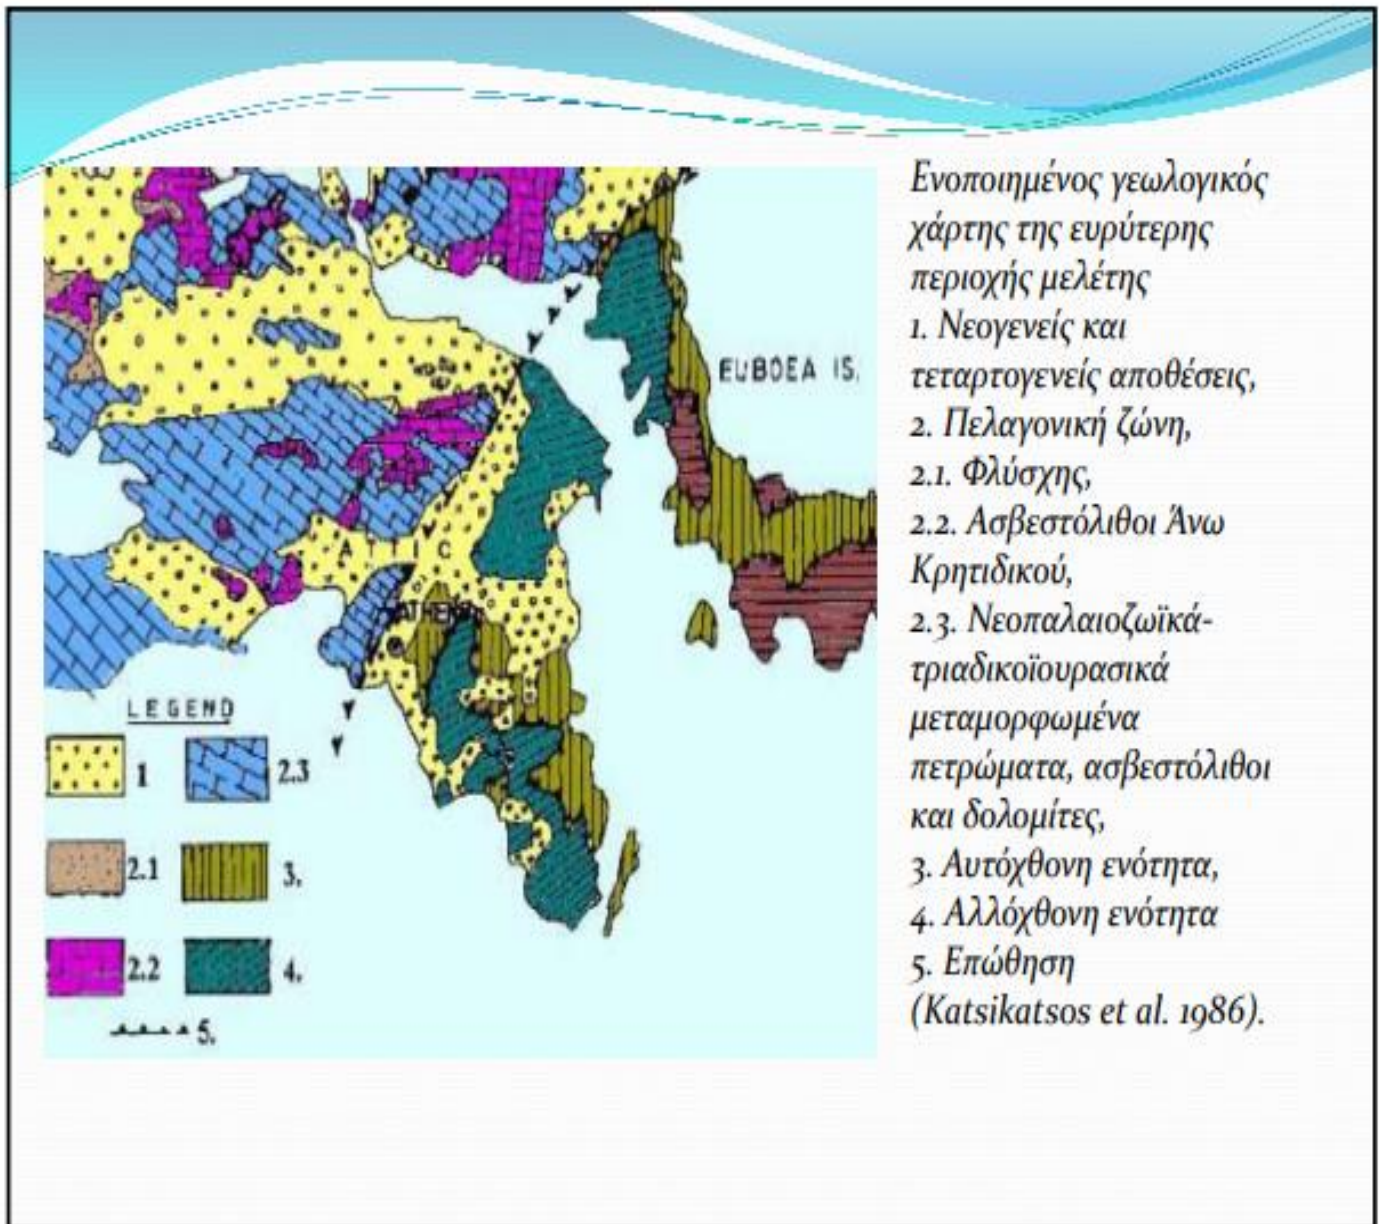 Ενοποιημένος γεωλογικός
χάρτης της ευρύτερης
περιοχής μελέτης
1. Νεογενείς και
τεταρτογενείς αποθέσεις,
2. Πελαγονική ζώνη,
2.1. Φλύσχης,
2.2. Ασβεστόλιθοι Άνω
Κρητιδικού,
2.3. Νεοπαλαιοζωϊκά-
τριαδικοϊουρασικά
μεταμορφωμένα
πετρώματα, ασβεστόλιθοι
και δολομίτες,
3. Αυτόχθονη ενότητα,
4. Αλλόχθονη ενότητα
5. Επώθηση
(Katsikatsos et al. 1986).
EUBOEA IS.
ATTIC
LEGEND
1
2.3
2.1
3.
2.2
4.
5.